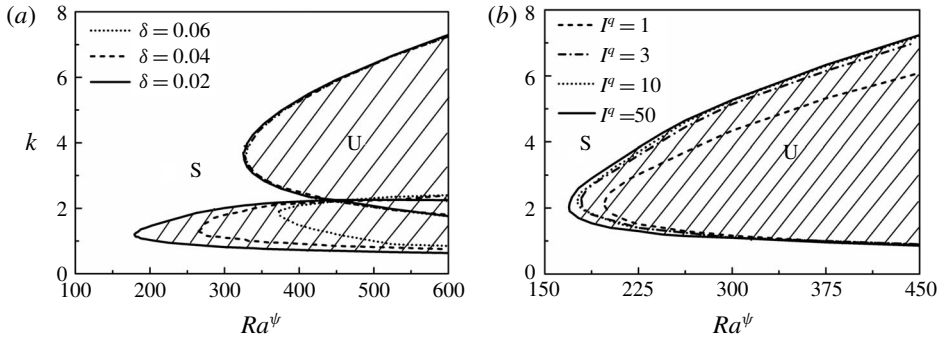 (a)
8
6
4
2
0
k
δ = 0.06
δ = 0.04
δ = 0.02
S
U
100 200 300 400 500 600
Ra^ψ
(b)
8
6
4
2
0
I^q = 1
I^q = 3
I^q = 10
I^q = 50
S
U
150 225 300 375 450
Ra^ψ